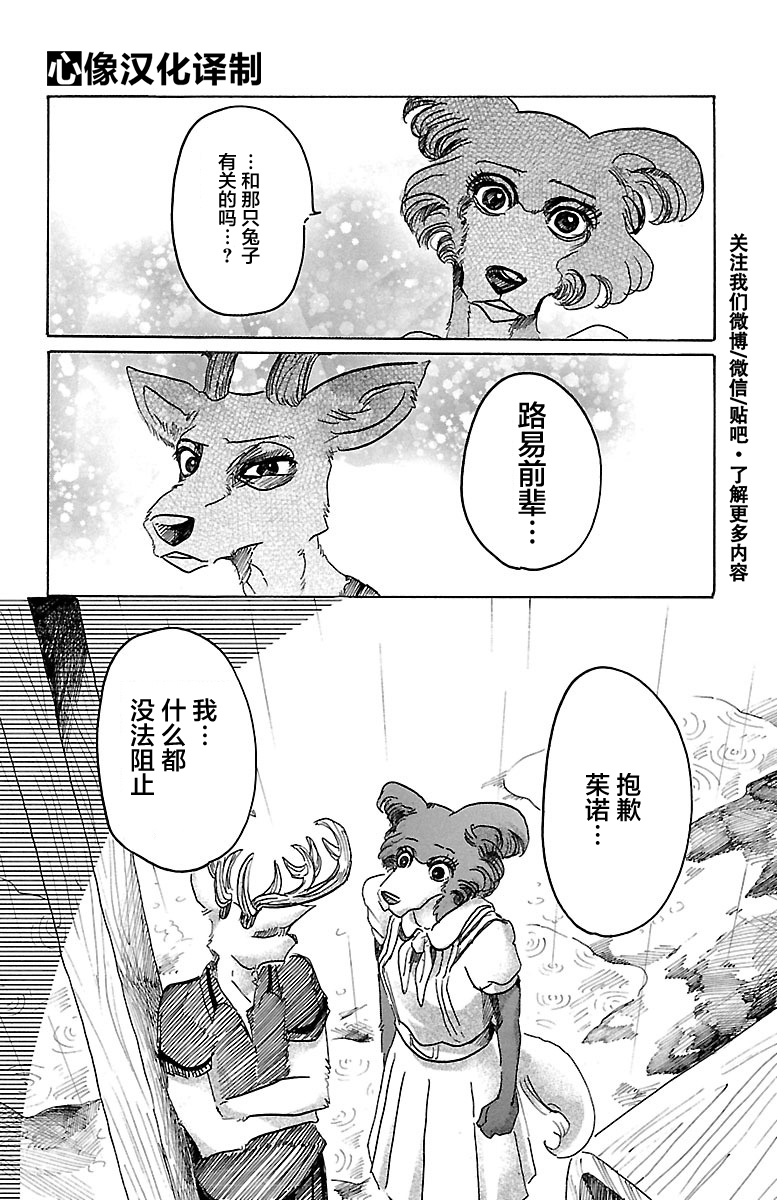 心像汉化译制
…和那只兔子
有关的吗…?
路易前辈…
抱歉
茱诺…
我…
什么都
没法阻止
关注我们微博/微信/贴吧·了解更多内容